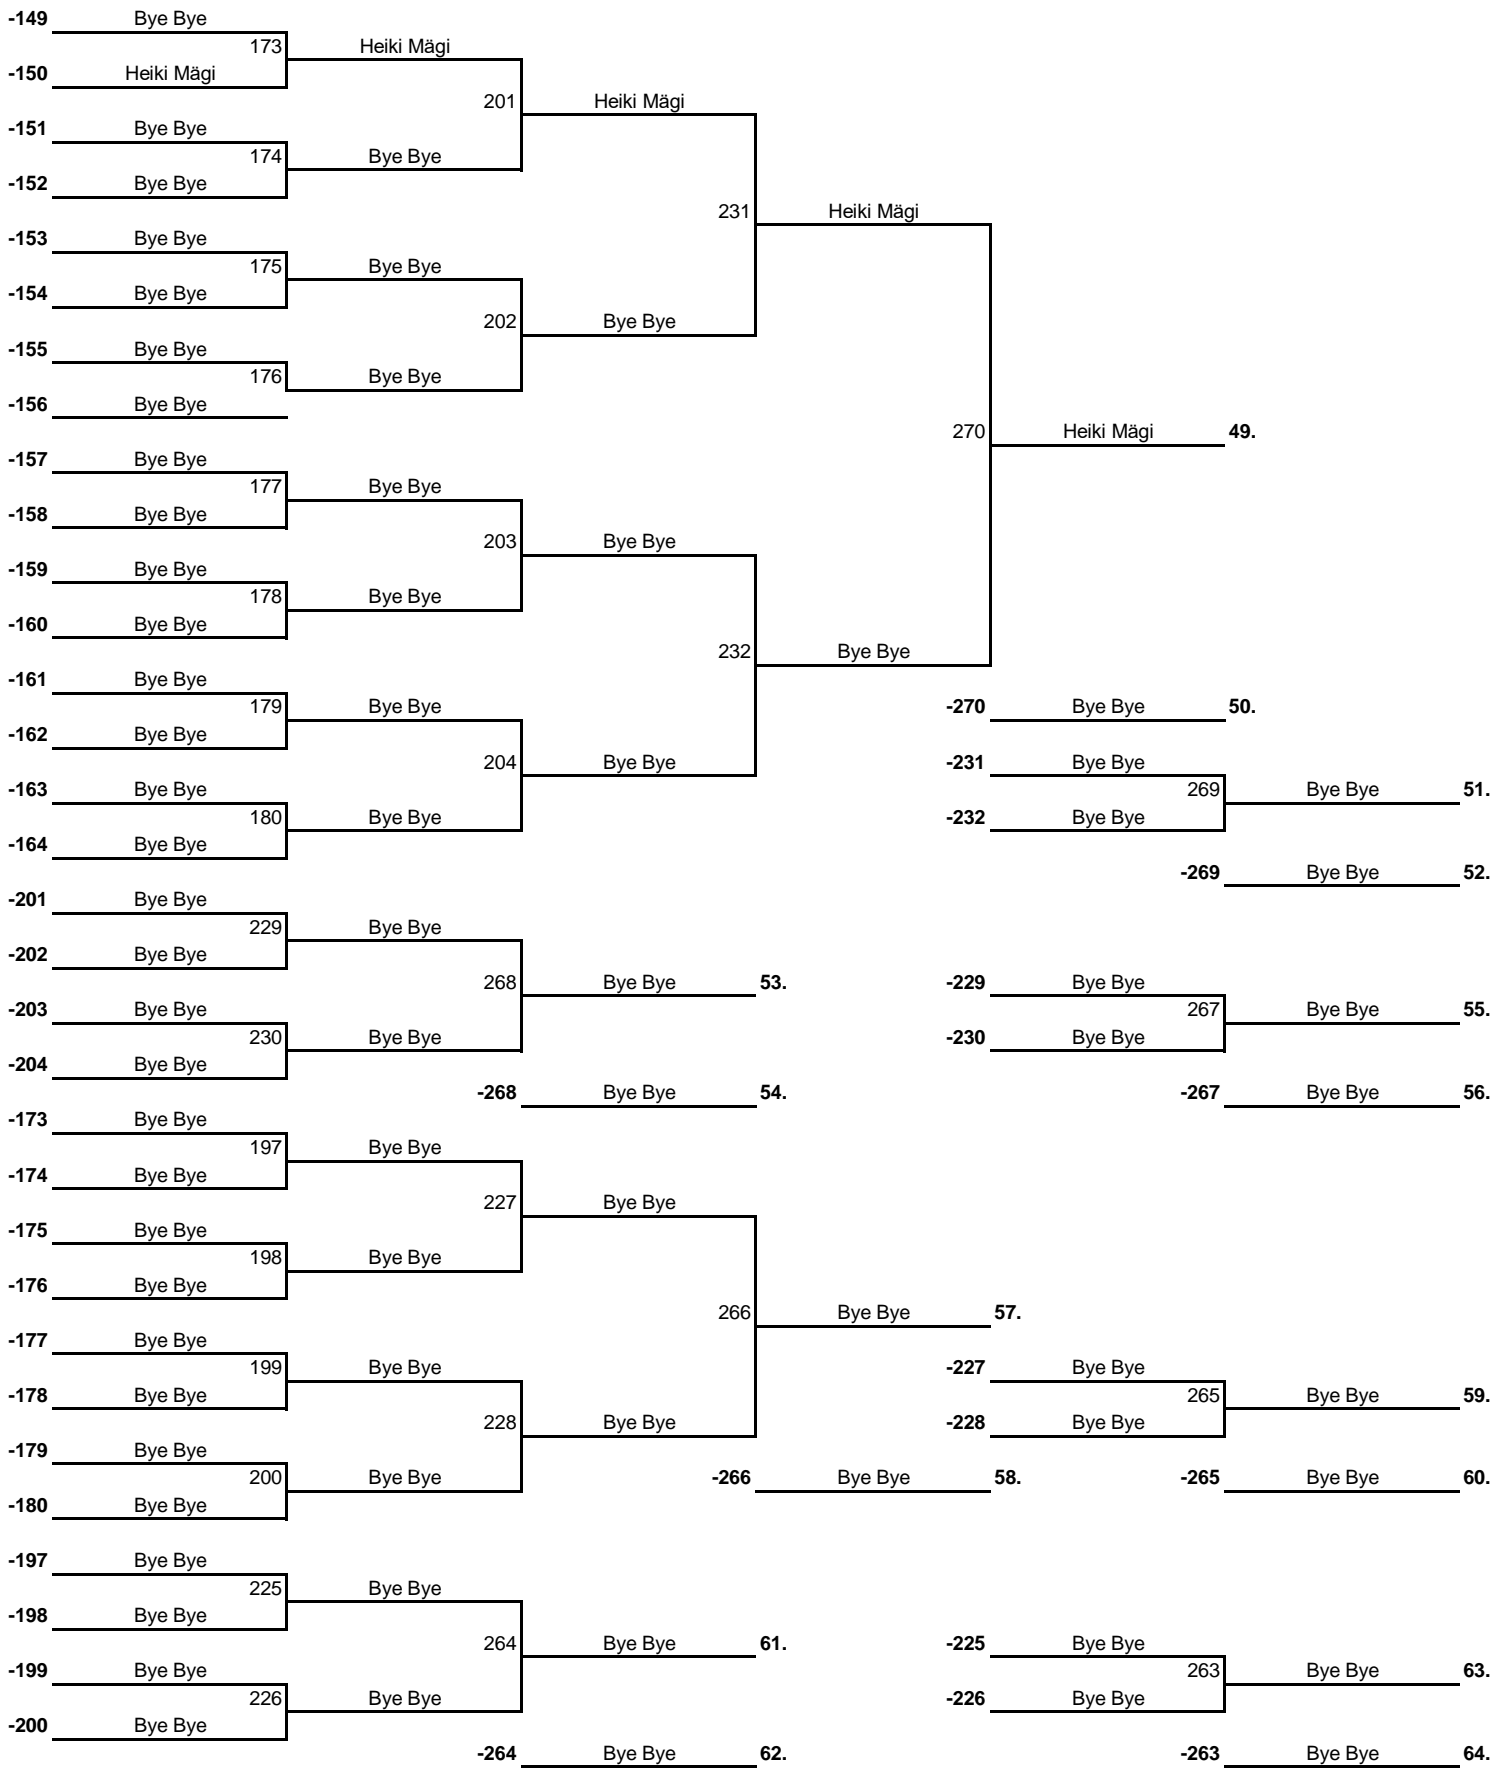 -149 Bye Bye
173 Heiki Mägi
-150 Heiki Mägi
201 Heiki Mägi
-151 Bye Bye
174 Bye Bye
-152 Bye Bye
231 Heiki Mägi
-153 Bye Bye
175 Bye Bye
-154 Bye Bye
202 Bye Bye
-155 Bye Bye
176 Bye Bye
-156 Bye Bye
270 Heiki Mägi 49.
-157 Bye Bye
177 Bye Bye
-158 Bye Bye
203 Bye Bye
-159 Bye Bye
178 Bye Bye
-160 Bye Bye
232 Bye Bye
-161 Bye Bye
179 Bye Bye -270 Bye Bye 50.
-162 Bye Bye
204 Bye Bye -231 Bye Bye
-163 Bye Bye 269 Bye Bye 51.
180 Bye Bye -232 Bye Bye
-164 Bye Bye
-269 Bye Bye 52.
-201 Bye Bye
229 Bye Bye
-202 Bye Bye
268 Bye Bye 53. -229 Bye Bye
-203 Bye Bye 267 Bye Bye 55.
230 Bye Bye -230 Bye Bye
-204 Bye Bye
-268 Bye Bye 54. -267 Bye Bye 56.
-173 Bye Bye
197 Bye Bye
-174 Bye Bye
227 Bye Bye
-175 Bye Bye
198 Bye Bye
-176 Bye Bye
266 Bye Bye 57.
-177 Bye Bye
199 Bye Bye -227 Bye Bye
-178 Bye Bye 265 Bye Bye 59.
228 Bye Bye -228 Bye Bye
-179 Bye Bye
200 Bye Bye -266 Bye Bye 58. -265 Bye Bye 60.
-180 Bye Bye
-197 Bye Bye
225 Bye Bye
-198 Bye Bye
264 Bye Bye 61. -225 Bye Bye
-199 Bye Bye 263 Bye Bye 63.
226 Bye Bye -226 Bye Bye
-200 Bye Bye
-264 Bye Bye 62. -263 Bye Bye 64.